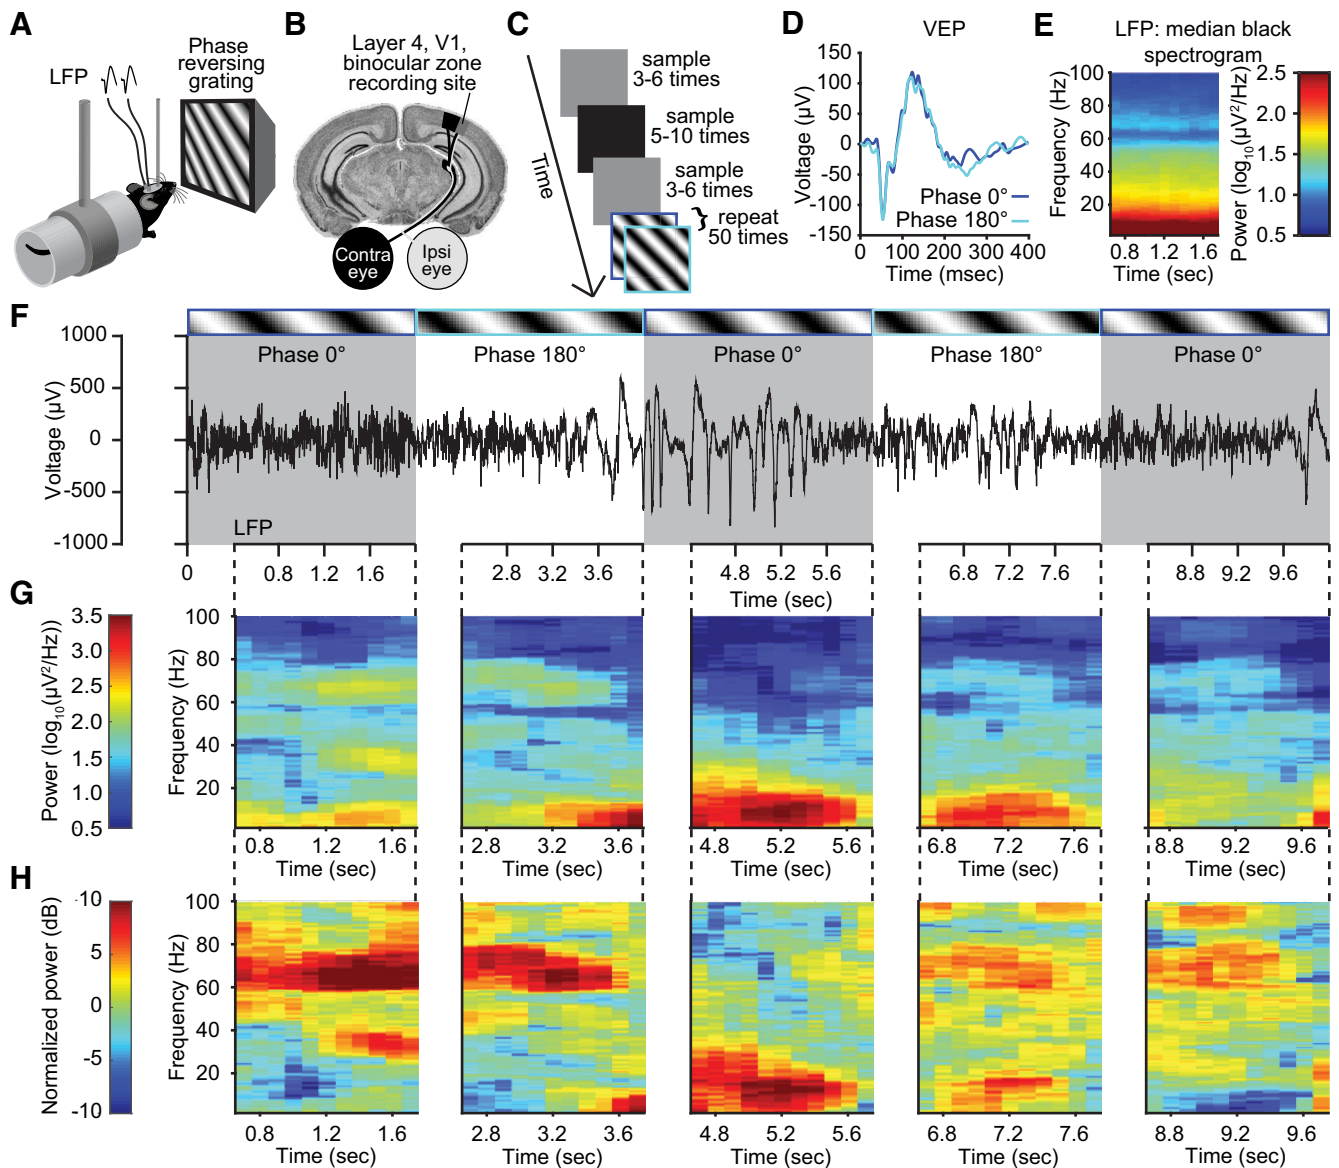 A
LFP
Phase
reversing
grating
B
Layer 4, V1,
binocular zone
recording site
Contra
eye
Ipsi
eye
C
Time
sample
3-6 times
sample
5-10 times
sample
3-6 times
} repeat
50 times
D
VEP
Voltage (µV)
150
100
50
0
-50
-100
-150
Phase 0°
Phase 180°
0 100 200 300 400
Time (msec)
E
LFP: median black
spectrogram
Frequency (Hz)
100
80
60
40
20
0.8 1.2 1.6
Time (sec)
Power (log10(µV²/Hz)
2.5
2.0
1.5
1.0
0.5
F
Voltage (µV)
1000
500
0
-500
-1000
Phase 0°
Phase 180°
Phase 0°
Phase 180°
Phase 0°
LFP
0 0.8 1.2 1.6 2.8 3.2 3.6 4.8 5.2 5.6 6.8 7.2 7.6 8.8 9.2 9.6
Time (sec)
G
Power (log10(µV²/Hz))
3.5
3.0
2.5
2.0
1.5
1.0
0.5
Frequency (Hz)
100
80
60
40
20
0.8 1.2 1.6 2.8 3.2 3.6 4.8 5.2 5.6 6.8 7.2 7.6 8.8 9.2 9.6
Time (sec) Time (sec) Time (sec) Time (sec) Time (sec)
H
Normalized power (dB)
10
5
0
-5
-10
Frequency (Hz)
100
80
60
40
20
0.8 1.2 1.6 2.8 3.2 3.6 4.8 5.2 5.6 6.8 7.2 7.6 8.8 9.2 9.6
Time (sec) Time (sec) Time (sec) Time (sec) Time (sec)